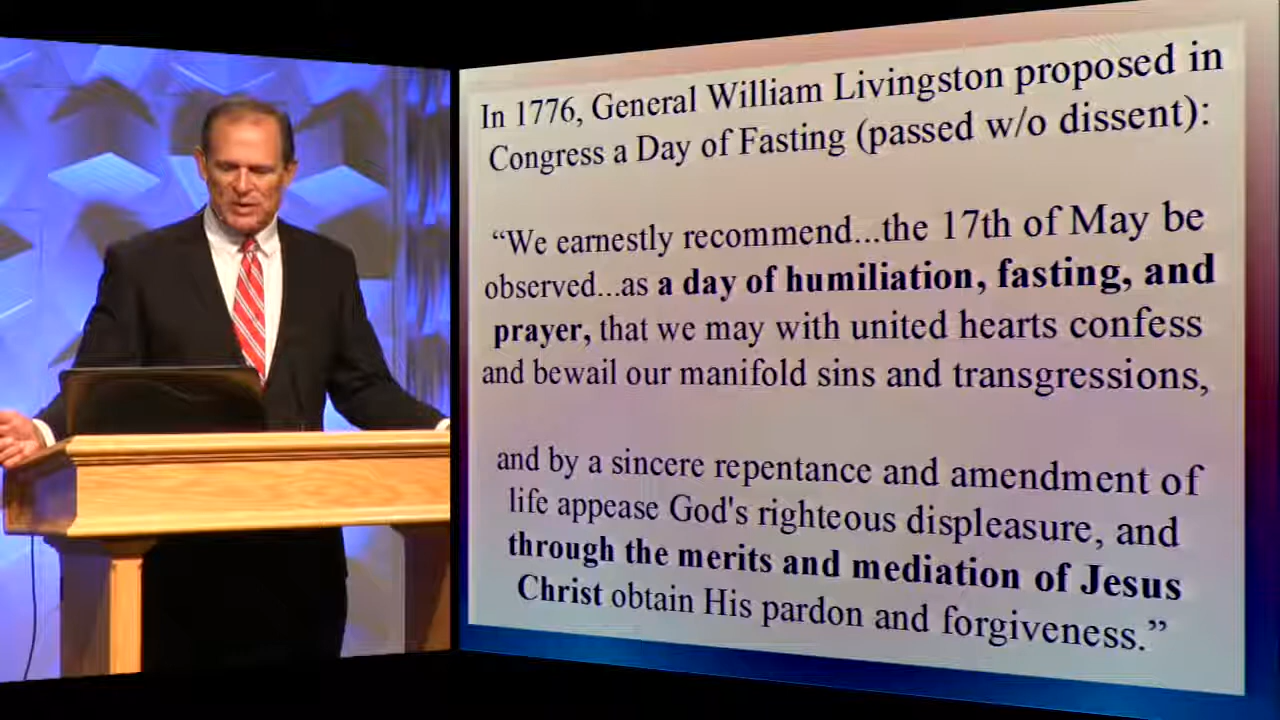 In 1776, General William Livingston proposed in
Congress a Day of Fasting (passed w/o dissent):
“We earnestly recommend...the 17th of May be
observed...as a day of humiliation, fasting, and
prayer, that we may with united hearts confess
and bewail our manifold sins and transgressions,
and by a sincere repentance and amendment of
life appease God's righteous displeasure, and
through the merits and mediation of Jesus
Christ obtain His pardon and forgiveness.”